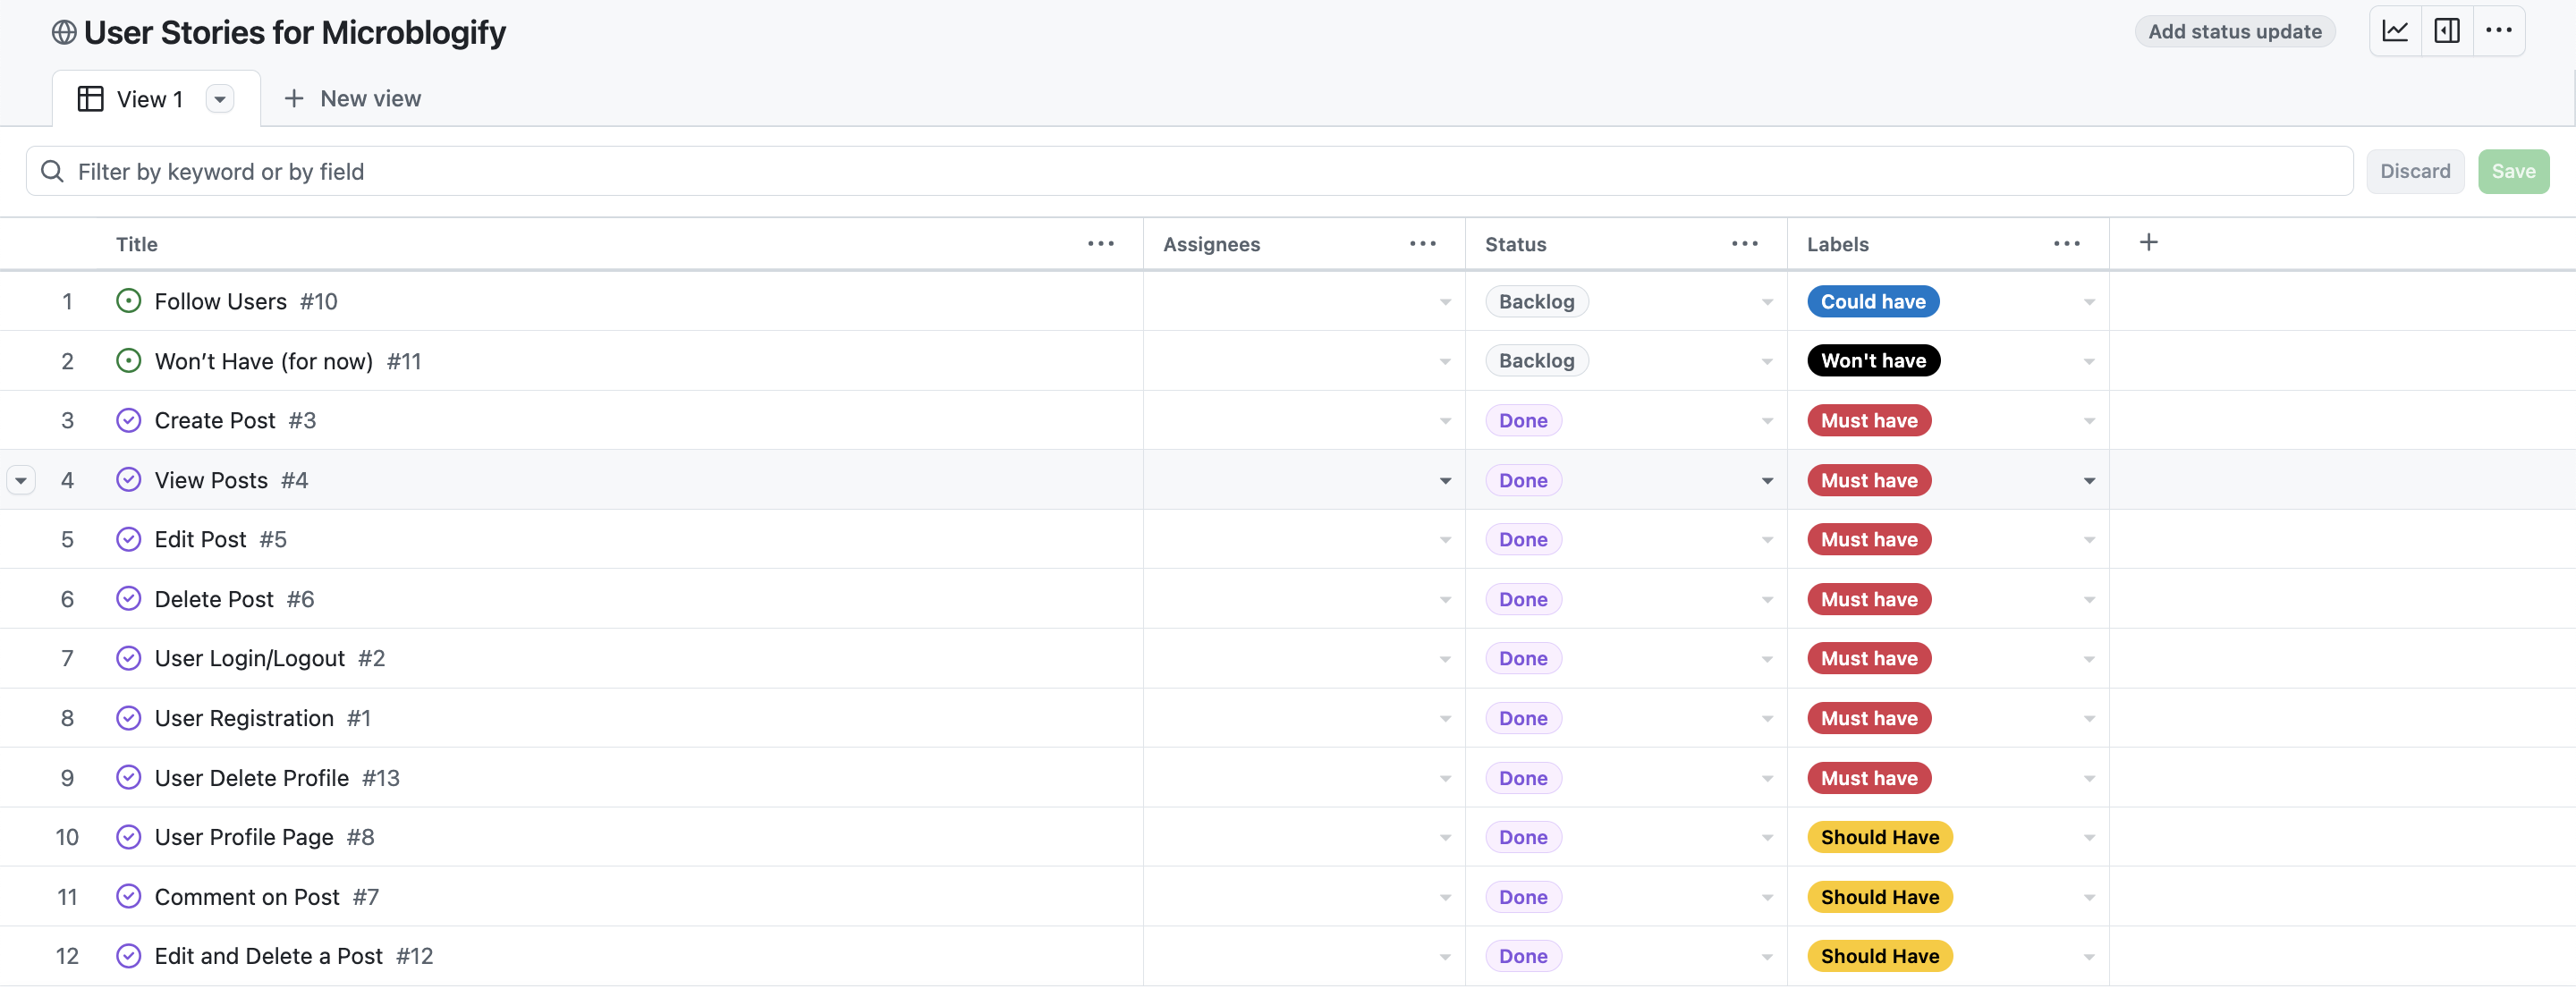 User Stories for Microblogify
Add status update
View 1
New view
Filter by keyword or by field
Discard
Save
Title Assignees Status Labels
1 Follow Users #10 Backlog Could have
2 Won’t Have (for now) #11 Backlog Won't have
3 Create Post #3 Done Must have
4 View Posts #4 Done Must have
5 Edit Post #5 Done Must have
6 Delete Post #6 Done Must have
7 User Login/Logout #2 Done Must have
8 User Registration #1 Done Must have
9 User Delete Profile #13 Done Must have
10 User Profile Page #8 Done Should Have
11 Comment on Post #7 Done Should Have
12 Edit and Delete a Post #12 Done Should Have